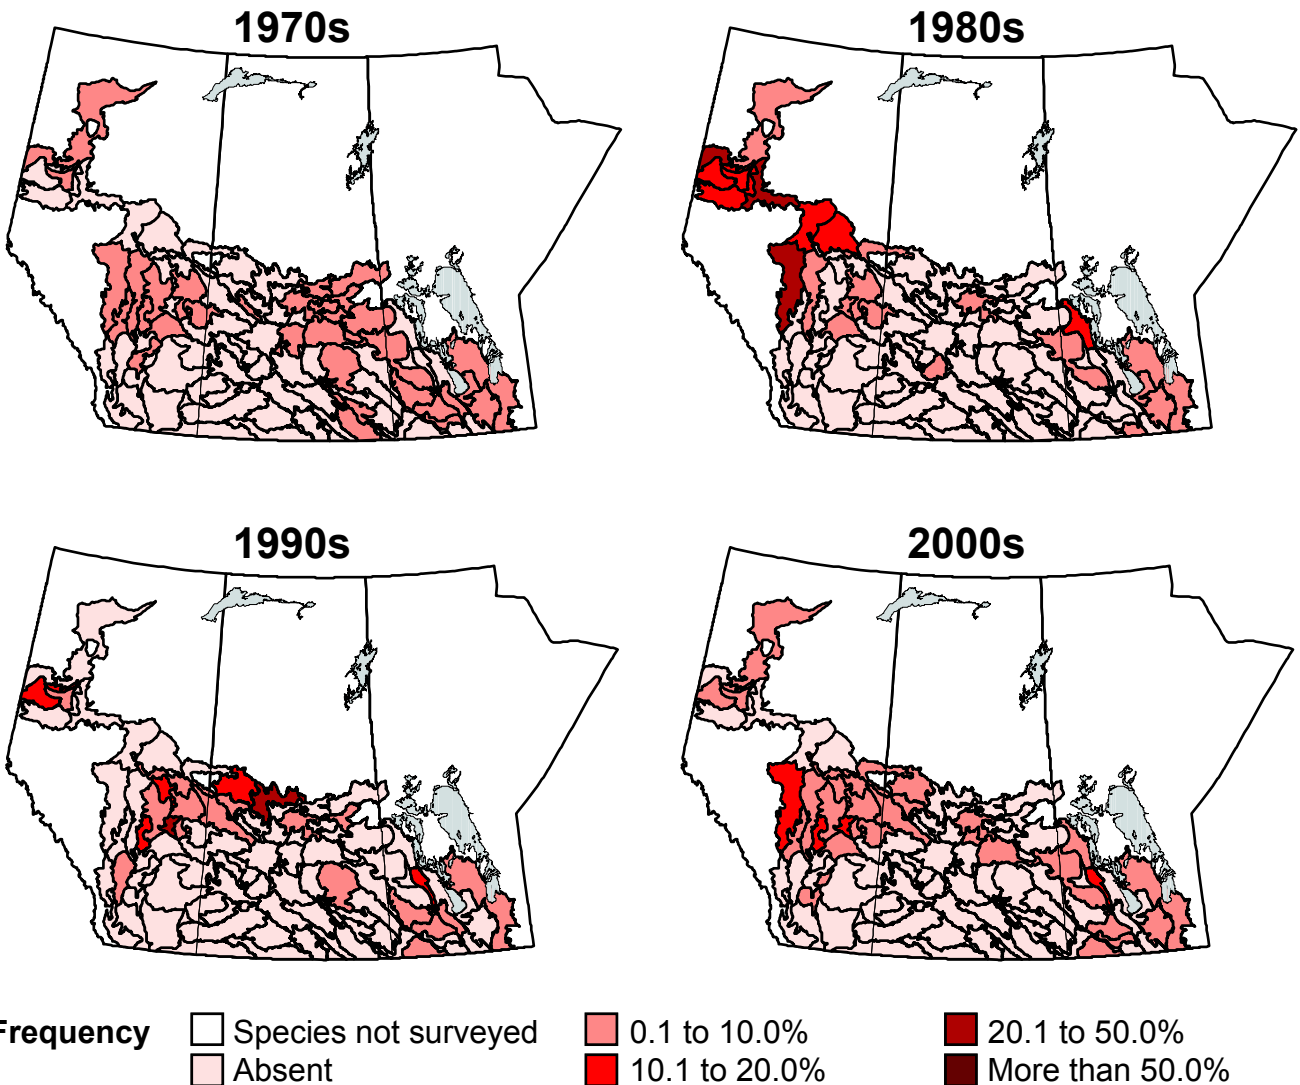 1970s 1980s
1990s 2000s
Frequency Species not surveyed 0.1 to 10.0% 20.1 to 50.0%
Absent 10.1 to 20.0% More than 50.0%